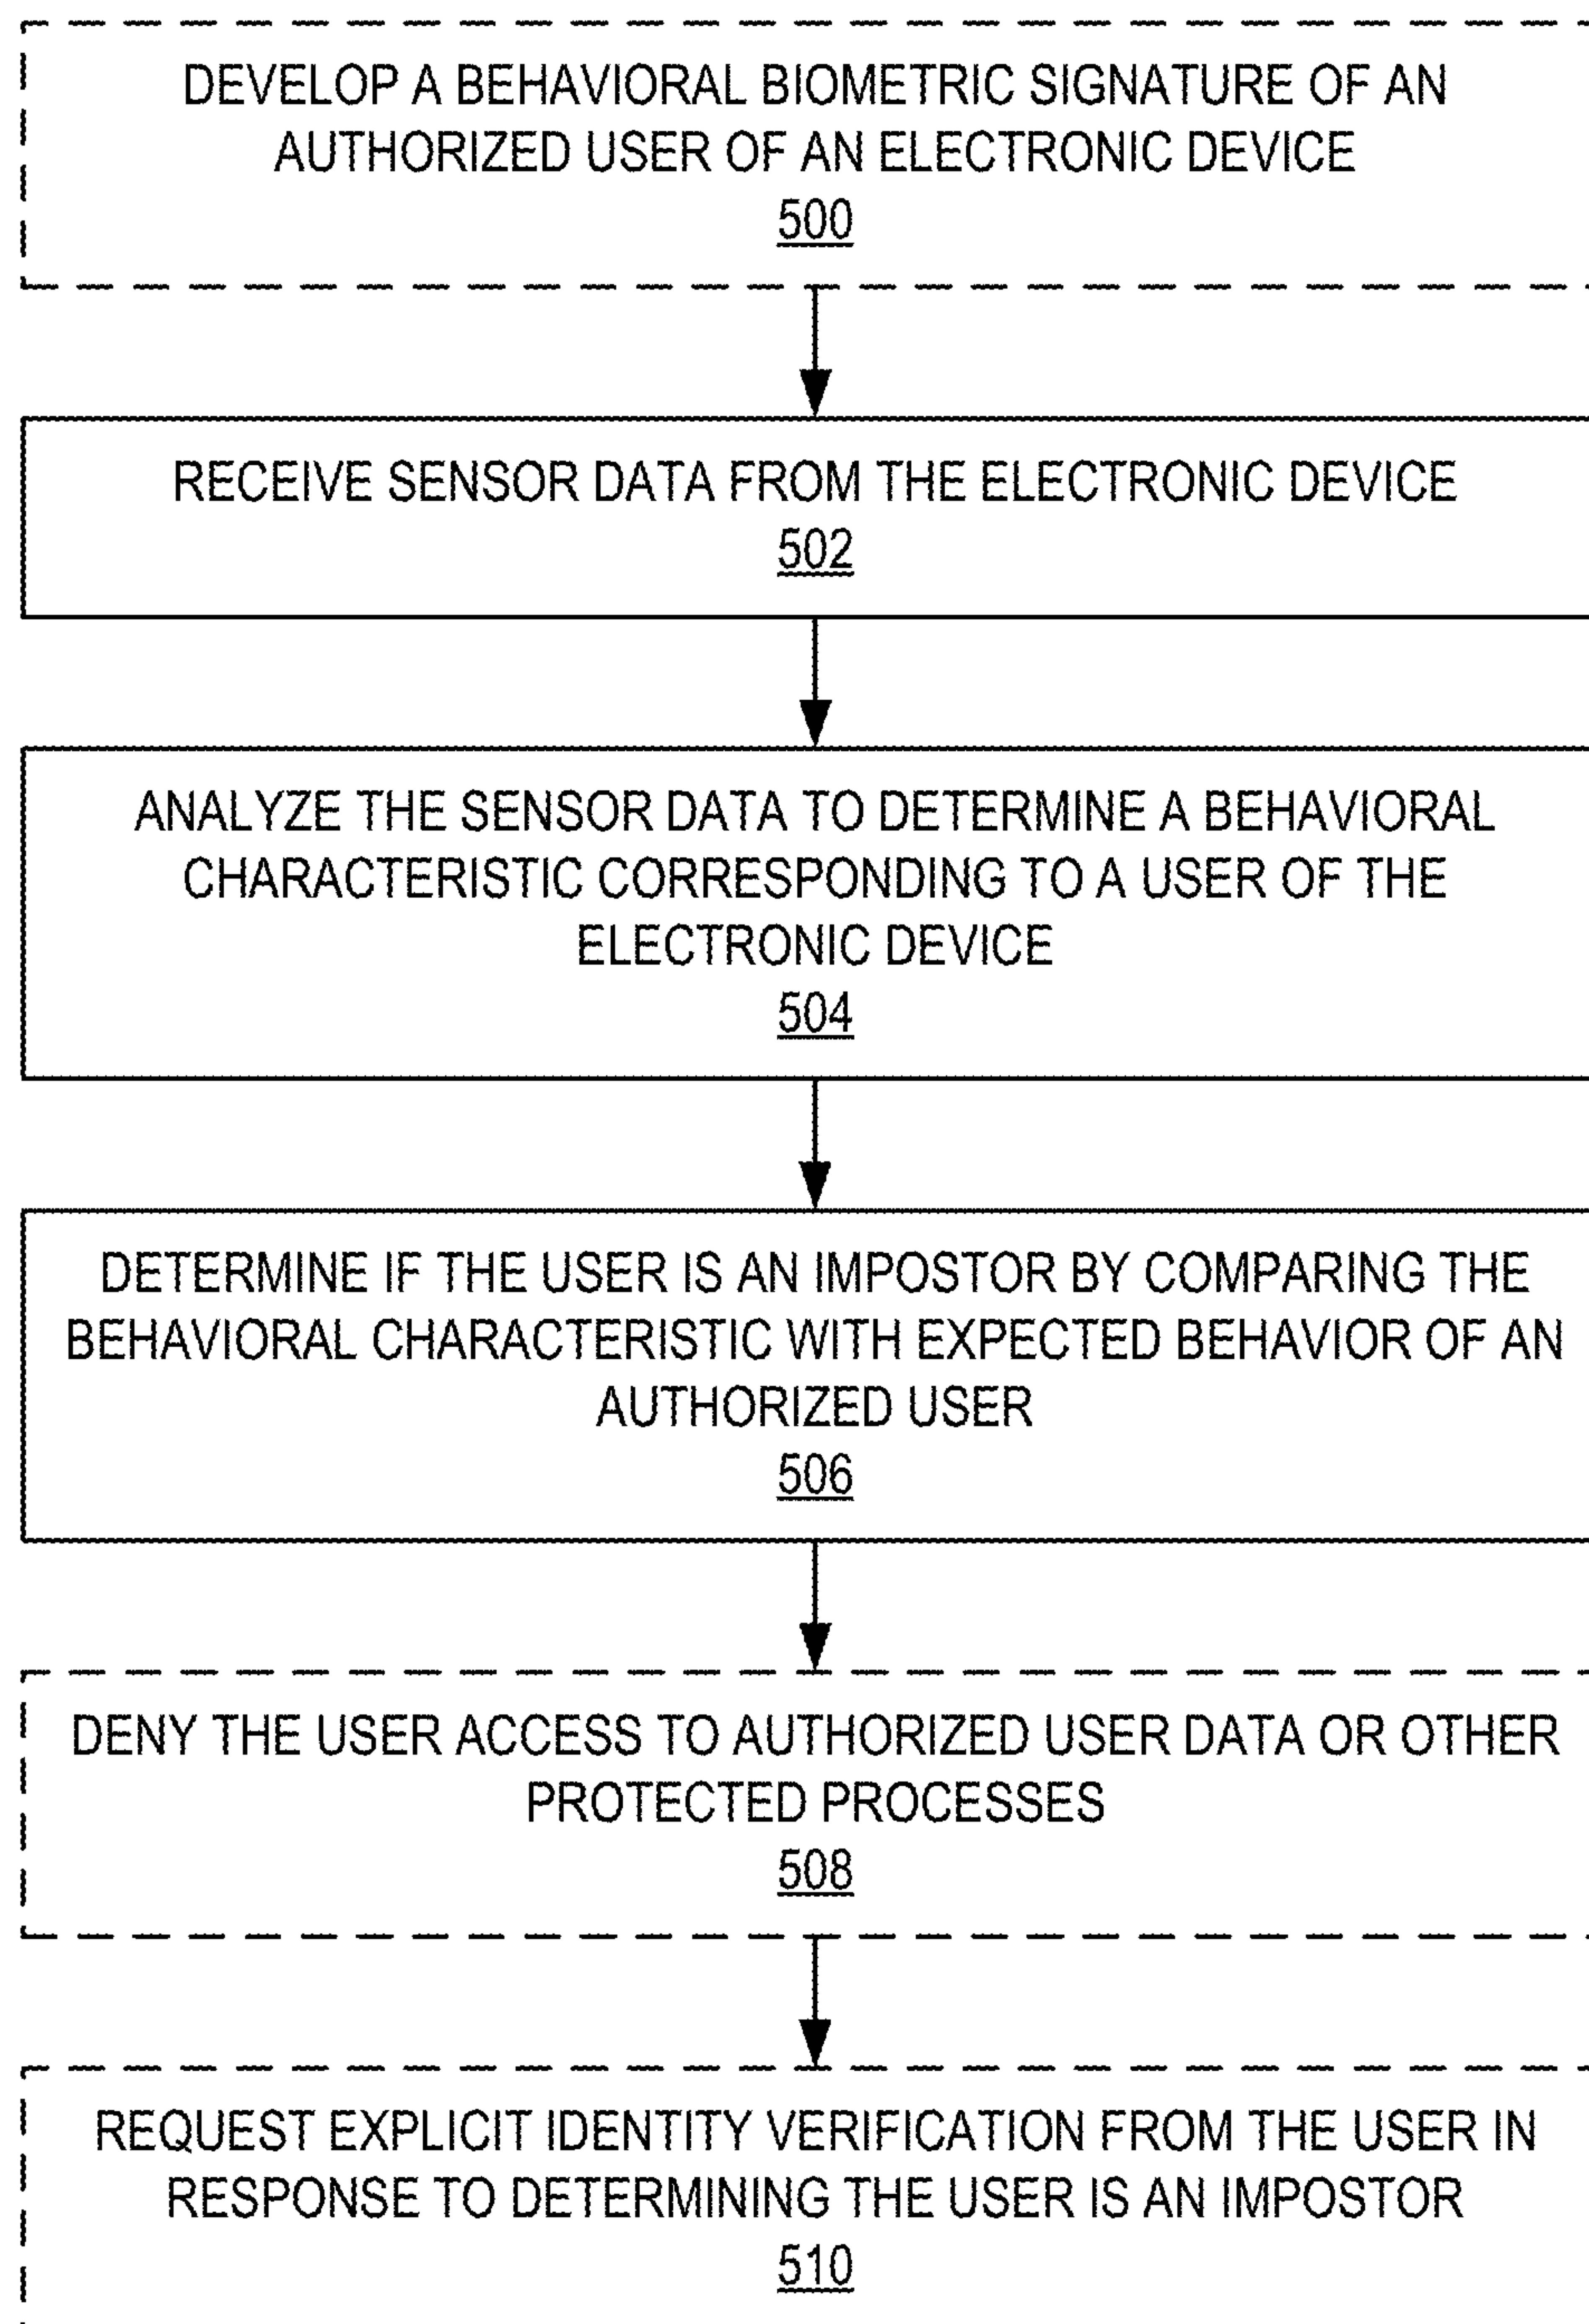 DEVELOP A BEHAVIORAL BIOMETRIC SIGNATURE OF AN
AUTHORIZED USER OF AN ELECTRONIC DEVICE
500
RECEIVE SENSOR DATA FROM THE ELECTRONIC DEVICE
502
ANALYZE THE SENSOR DATA TO DETERMINE A BEHAVIORAL
CHARACTERISTIC CORRESPONDING TO A USER OF THE
ELECTRONIC DEVICE
504
DETERMINE IF THE USER IS AN IMPOSTOR BY COMPARING THE
BEHAVIORAL CHARACTERISTIC WITH EXPECTED BEHAVIOR OF AN
AUTHORIZED USER
506
DENY THE USER ACCESS TO AUTHORIZED USER DATA OR OTHER
PROTECTED PROCESSES
508
REQUEST EXPLICIT IDENTITY VERIFICATION FROM THE USER IN
RESPONSE TO DETERMINING THE USER IS AN IMPOSTOR
510